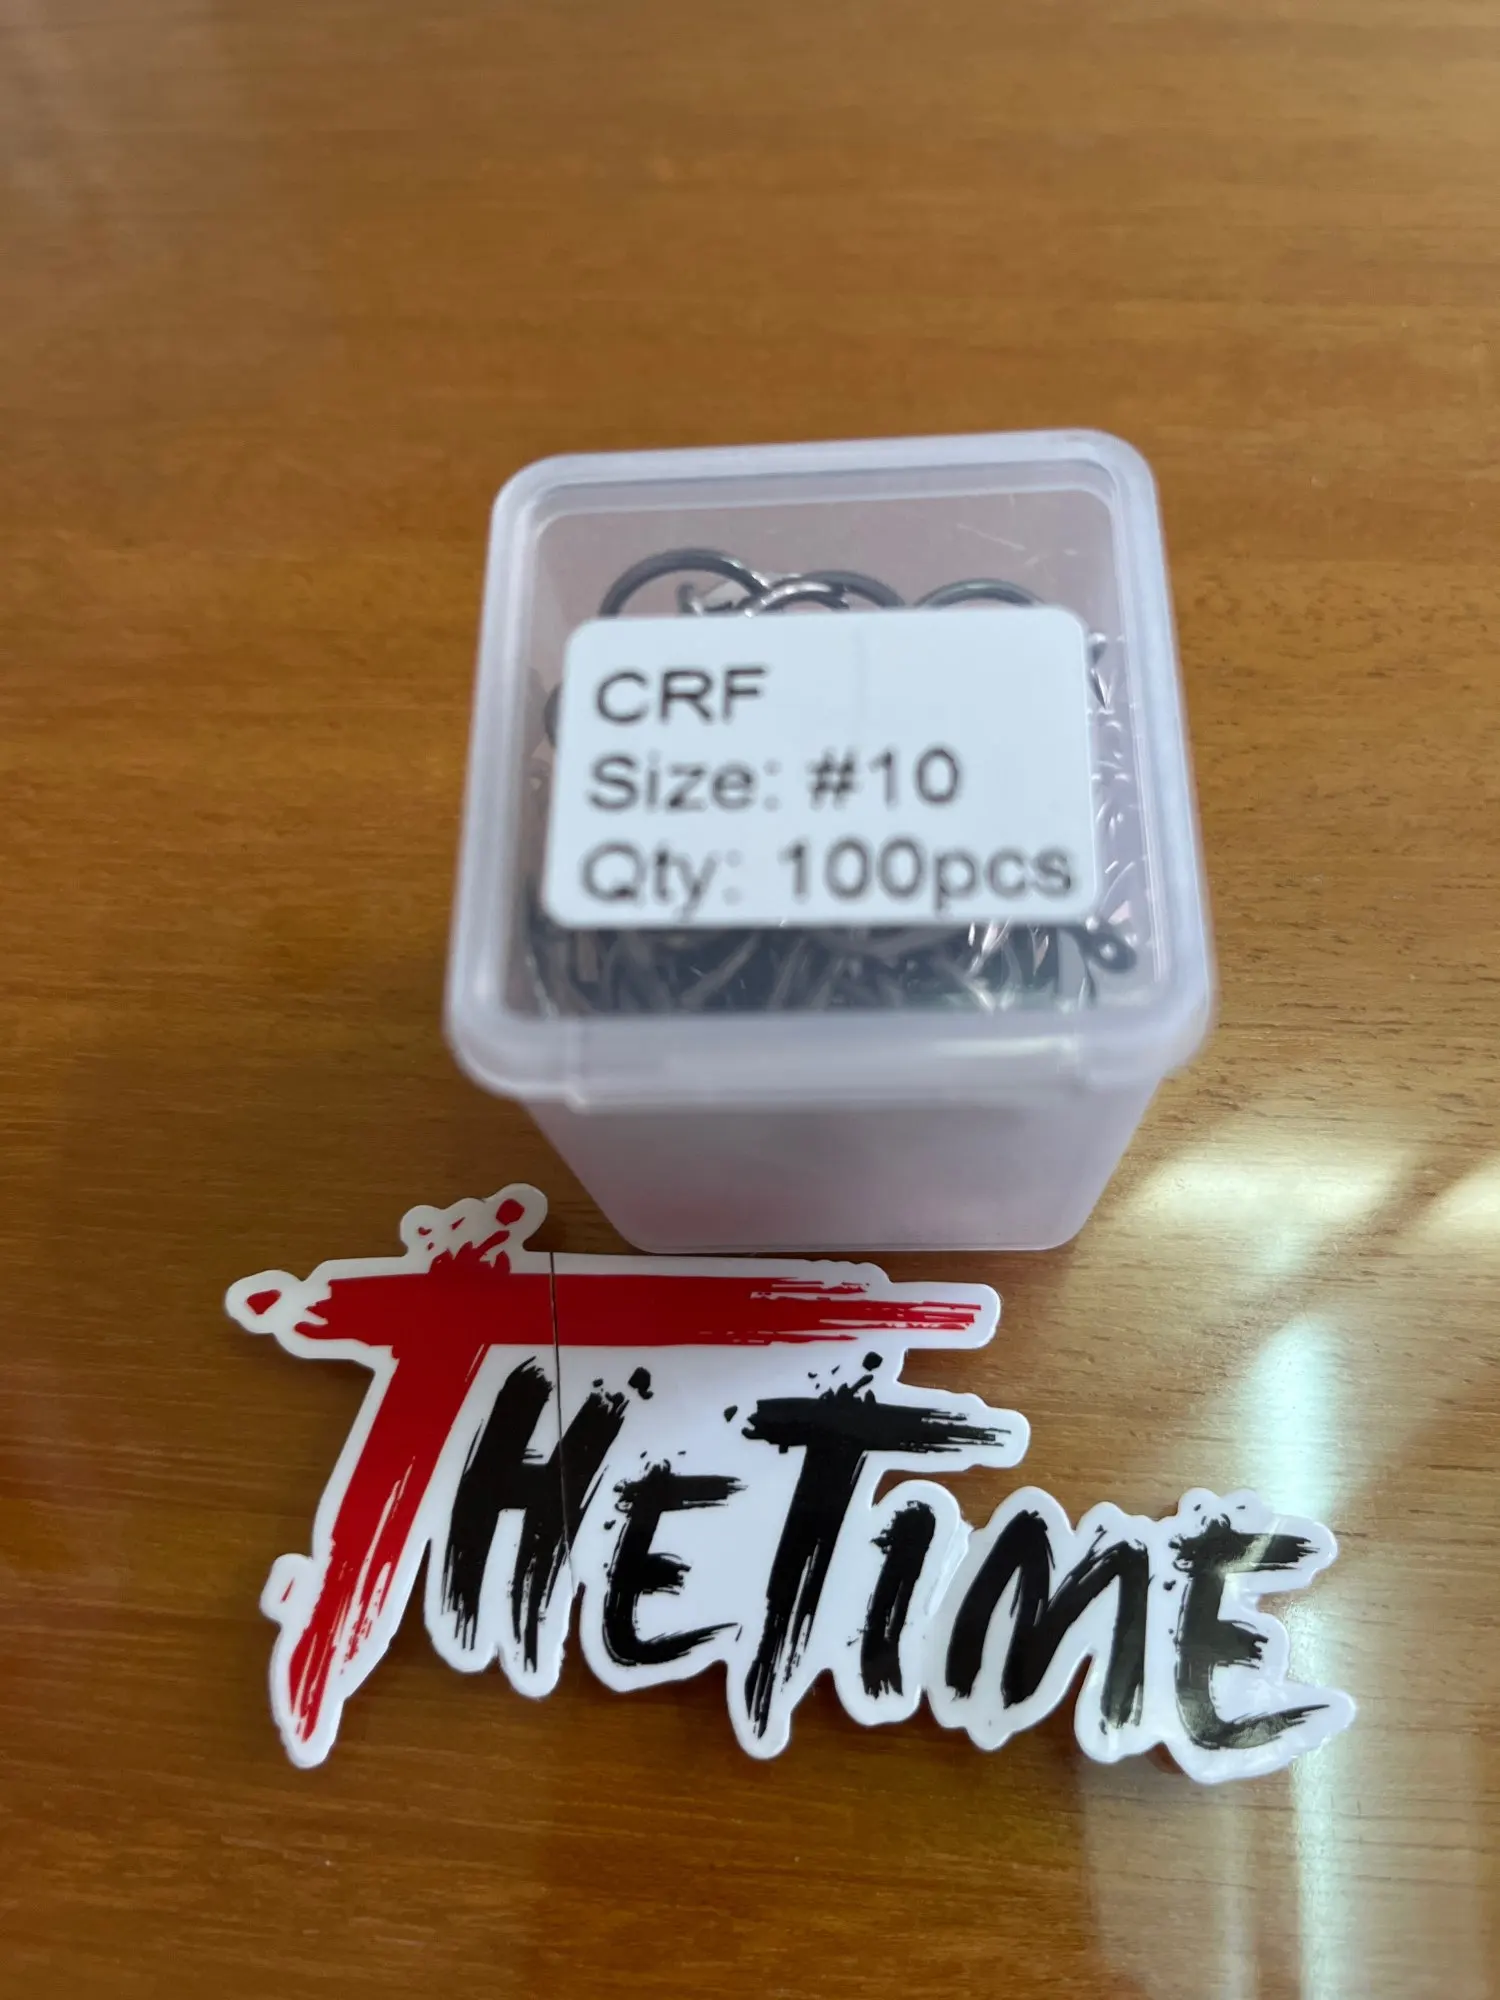 CRF
Size: #10
Qty: 100pcs
THETIME